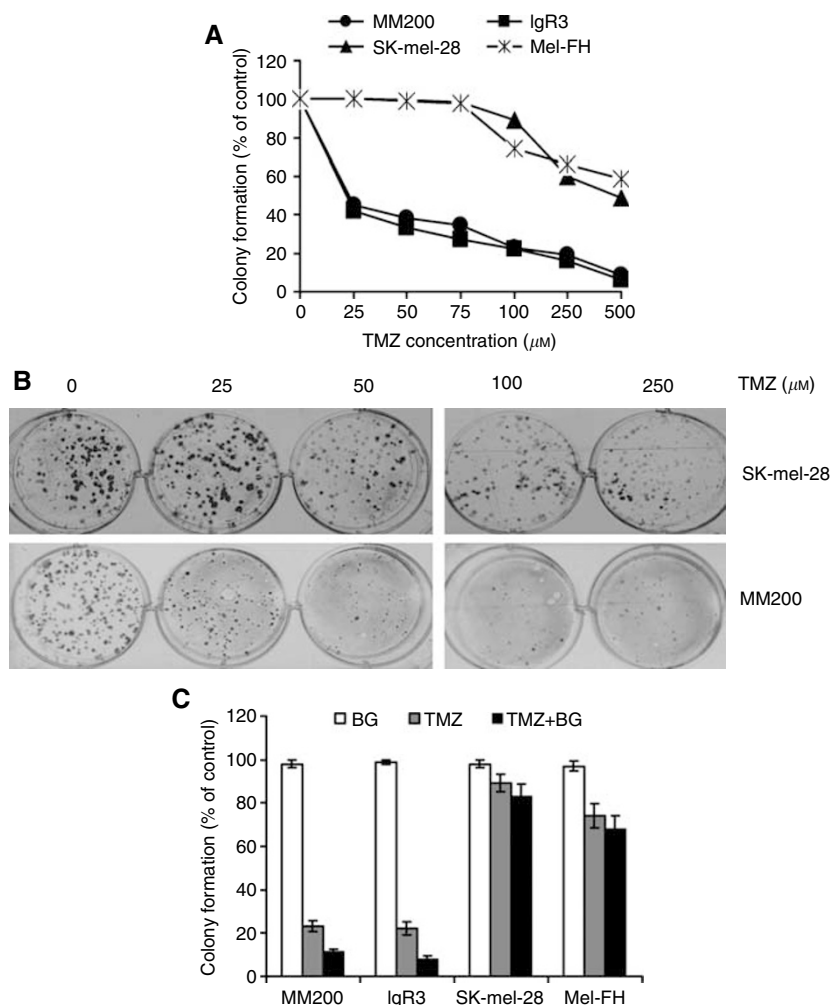 A
MM200
IgR3
SK-mel-28
Mel-FH
Colony formation (% of control)
120
100
80
60
40
20
0
0 25 50 75 100 250 500
TMZ concentration (μM)
B
0 25 50 100 250 TMZ (μM)
SK-mel-28
MM200
C
BG TMZ TMZ+BG
Colony formation (% of control)
120
100
80
60
40
20
0
MM200 IgR3 SK-mel-28 Mel-FH